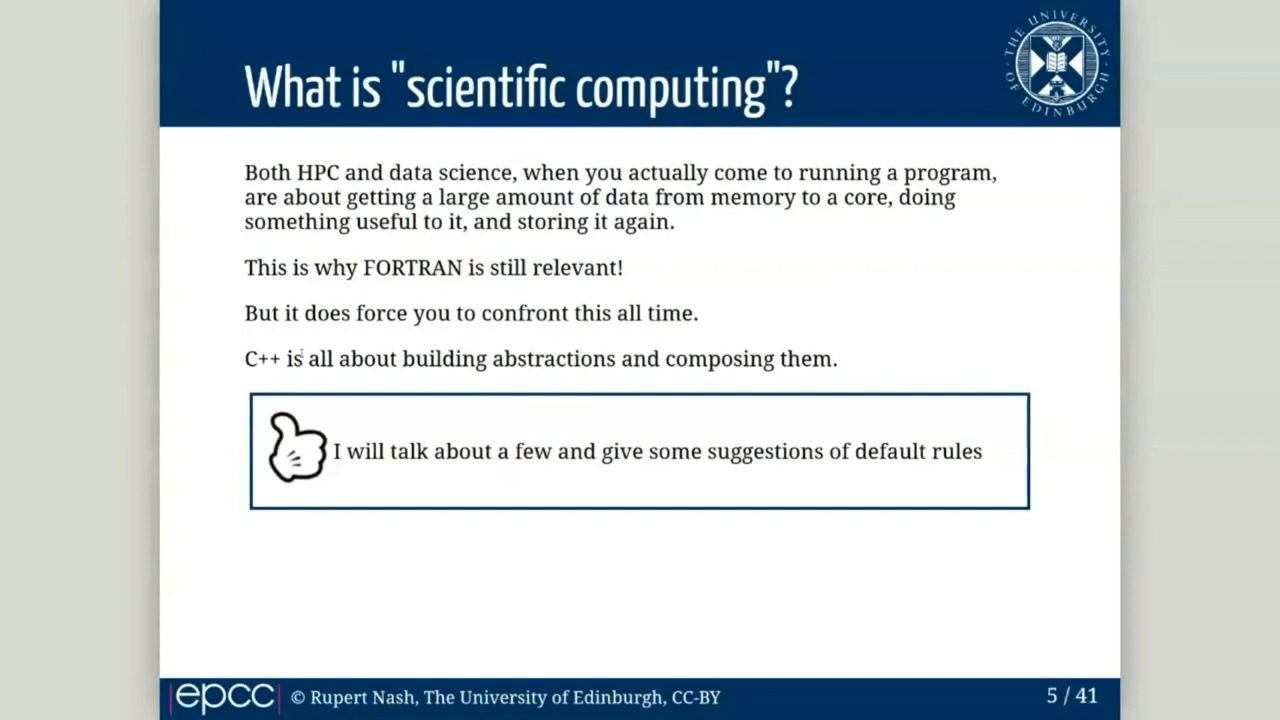 What is "scientific computing"?
THE UNIVERSITY OF EDINBURGH
Both HPC and data science, when you actually come to running a program,
are about getting a large amount of data from memory to a core, doing
something useful to it, and storing it again.
This is why FORTRAN is still relevant!
But it does force you to confront this all time.
C++ is all about building abstractions and composing them.
I will talk about a few and give some suggestions of default rules
epcc © Rupert Nash, The University of Edinburgh, CC-BY 5 / 41